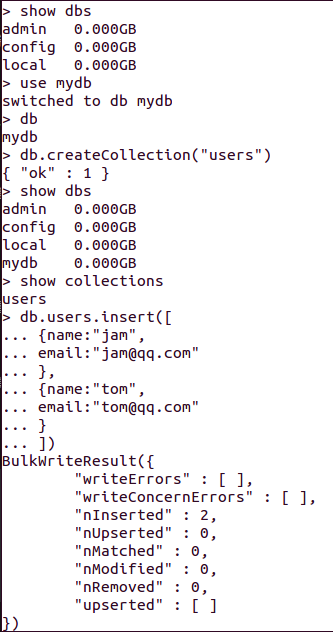 > show dbs
admin   0.000GB
config  0.000GB
local   0.000GB
> use mydb
switched to db mydb
> db
mydb
> db.createCollection("users")
{ "ok" : 1 }
> show dbs
admin   0.000GB
config  0.000GB
local   0.000GB
mydb    0.000GB
> show collections
users
> db.users.insert([
... {name:"jam",
... email:"jam@qq.com"
... },
... {name:"tom",
... email:"tom@qq.com"
... }
... ])
BulkWriteResult({
        "writeErrors" : [ ],
        "writeConcernErrors" : [ ],
        "nInserted" : 2,
        "nUpserted" : 0,
        "nMatched" : 0,
        "nModified" : 0,
        "nRemoved" : 0,
        "upserted" : [ ]
})